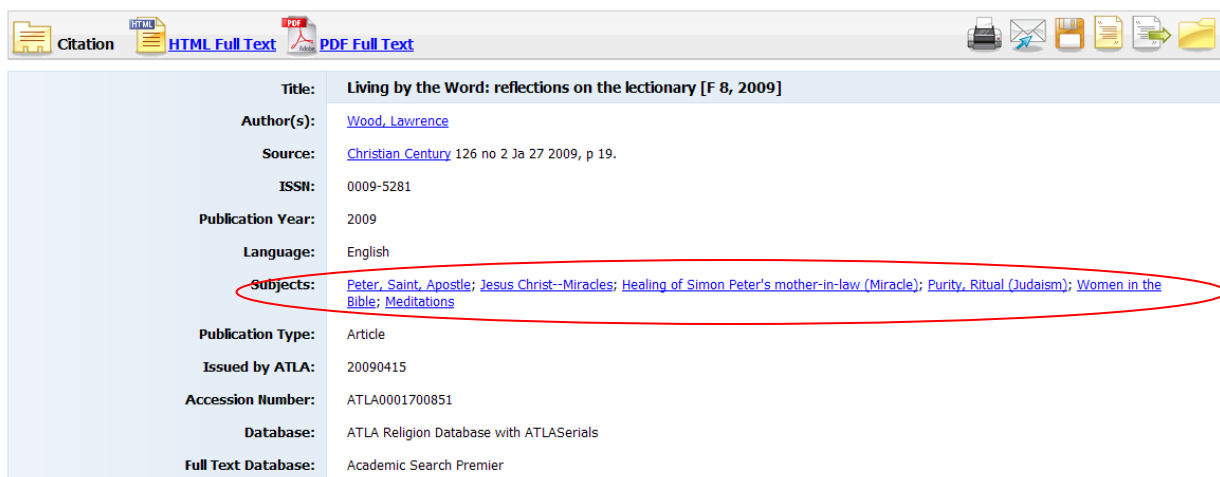 HTML PDF
Adobe
Citation HTML Full Text PDF Full Text
Title: Living by the Word: reflections on the lectionary [F 8, 2009]
Author(s): Wood, Lawrence
Source: Christian Century 126 no 2 Ja 27 2009, p 19.
ISSN: 0009-5281
Publication Year: 2009
Language: English
Subjects: Peter, Saint, Apostle; Jesus Christ--Miracles; Healing of Simon Peter's mother-in-law (Miracle); Purity, Ritual (Judaism); Women in the
Bible; Meditations
Publication Type: Article
Issued by ATLA: 20090415
Accession Number: ATLA0001700851
Database: ATLA Religion Database with ATLASerials
Full Text Database: Academic Search Premier